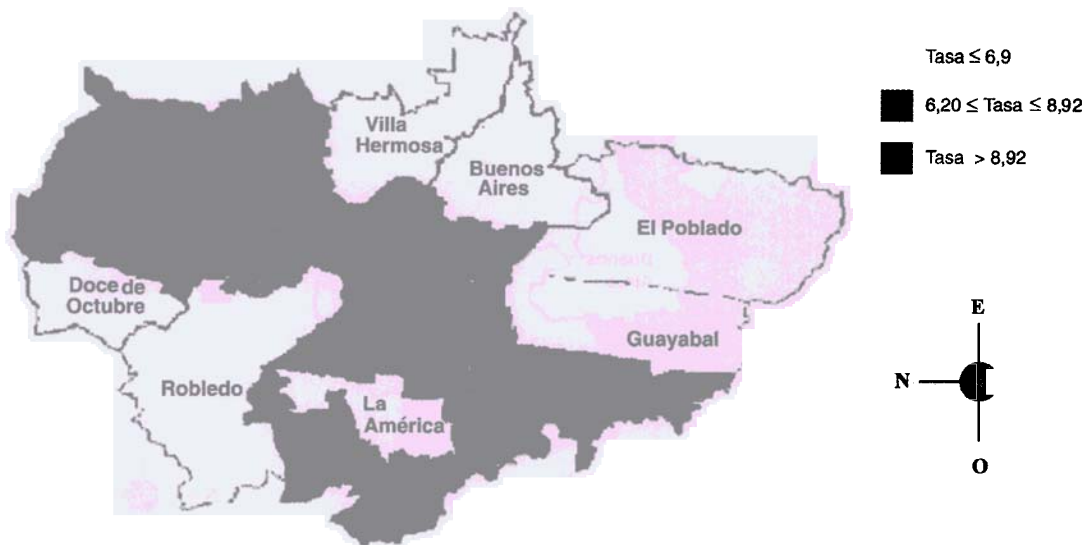 Villa
Hermosa
Buenos
Aires
El Poblado
Doce de
Octubre
Guayabal
Robledo
La
América
Tasa ≤ 6,9
6,20 ≤ Tasa ≤ 8,92
Tasa > 8,92
E
N
O